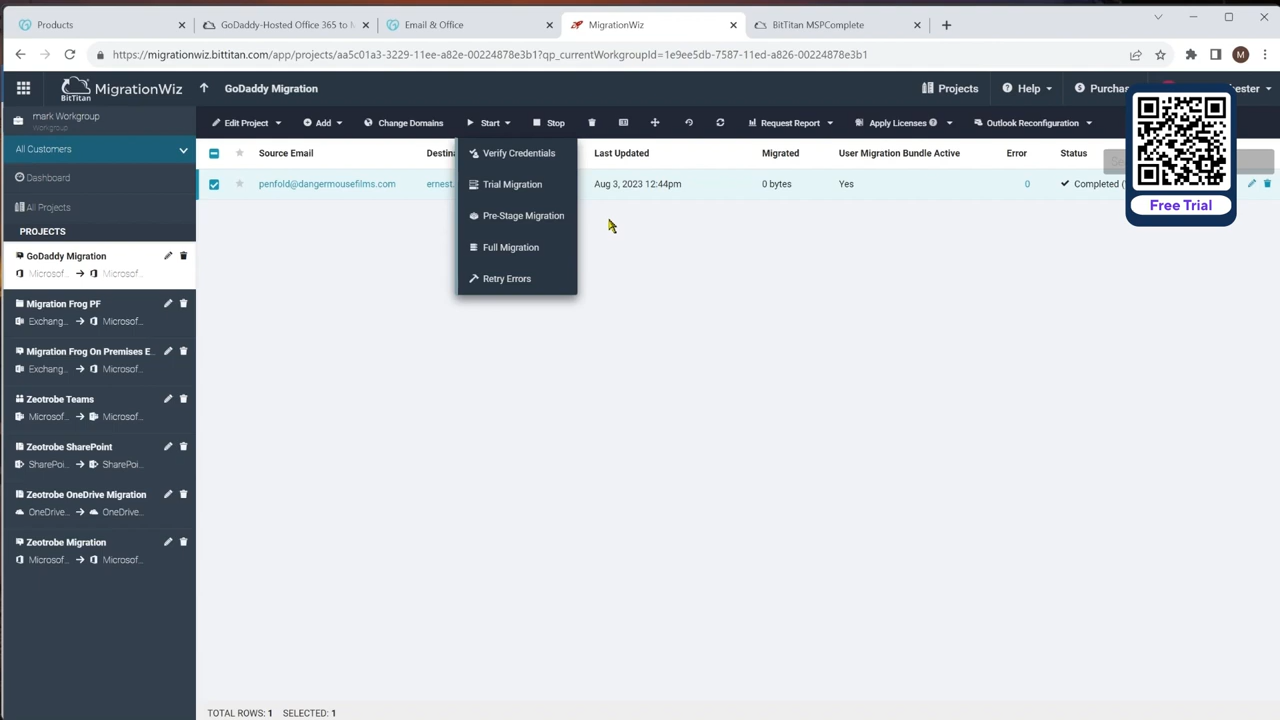 Products
GoDaddy-Hosted Office 365 to M
Email & Office
MigrationWiz
BitTitan MSPComplete
https://migrationwiz.bittitan.com/app/projects/aa5c01a3-3229-11ee-a82e-00224878e3b1?qp_currentWorkgroupId=1e9ee5db-7587-11ed-a826-00224878e384
M
BitTitan MigrationWiz
GoDaddy Migration
Projects
Help
Purchas
ester
mark Workgroup
Workgroup
Edit Project
Add
Change Domains
Start
Stop
Request Report
Apply Licenses
Outlook Reconfiguration
All Customers
Dashboard
All Projects
PROJECTS
Source Email
Destina
Last Updated
Migrated
User Migration Bundle Active
Error
Status
penfold@dangermousefilms.com
ernest.
Aug 3, 2023 12:44pm
0 bytes
Yes
0
Completed (
Verify Credentials
Trial Migration
Pre-Stage Migration
Full Migration
Retry Errors
Free Trial
GoDaddy Migration
Microsof... → Microsof...
Migration Frog PF
Exchang... → Microsof...
Migration Frog On Premises E...
Exchang... → Microsof...
Zeotrobe Teams
Microsof... → Microsof...
Zeotrobe SharePoint
SharePoi... → SharePoi...
Zeotrobe OneDrive Migration
OneDrive... → OneDrive...
Zeotrobe Migration
Microsof... → Microsof...
TOTAL ROWS: 1 SELECTED: 1